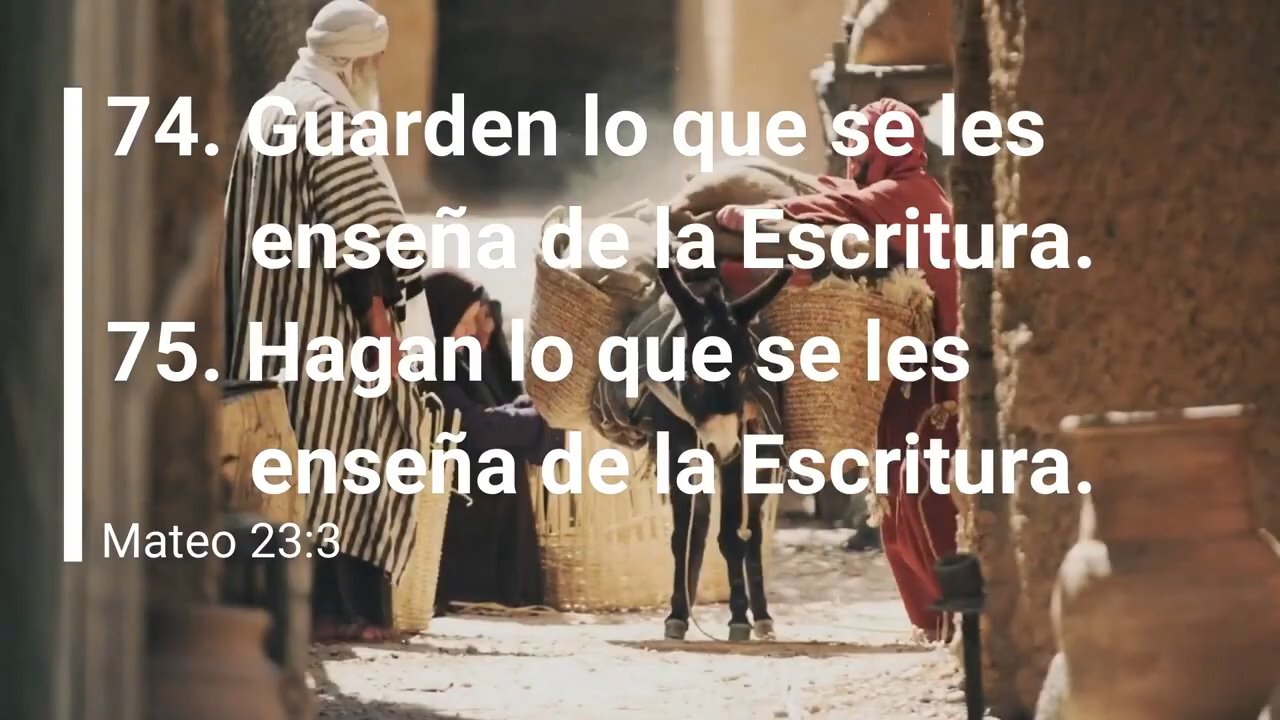 74. Guarden lo que se les
enseña de la Escritura.
75. Hagan lo que se les
enseña de la Escritura.
Mateo 23:3